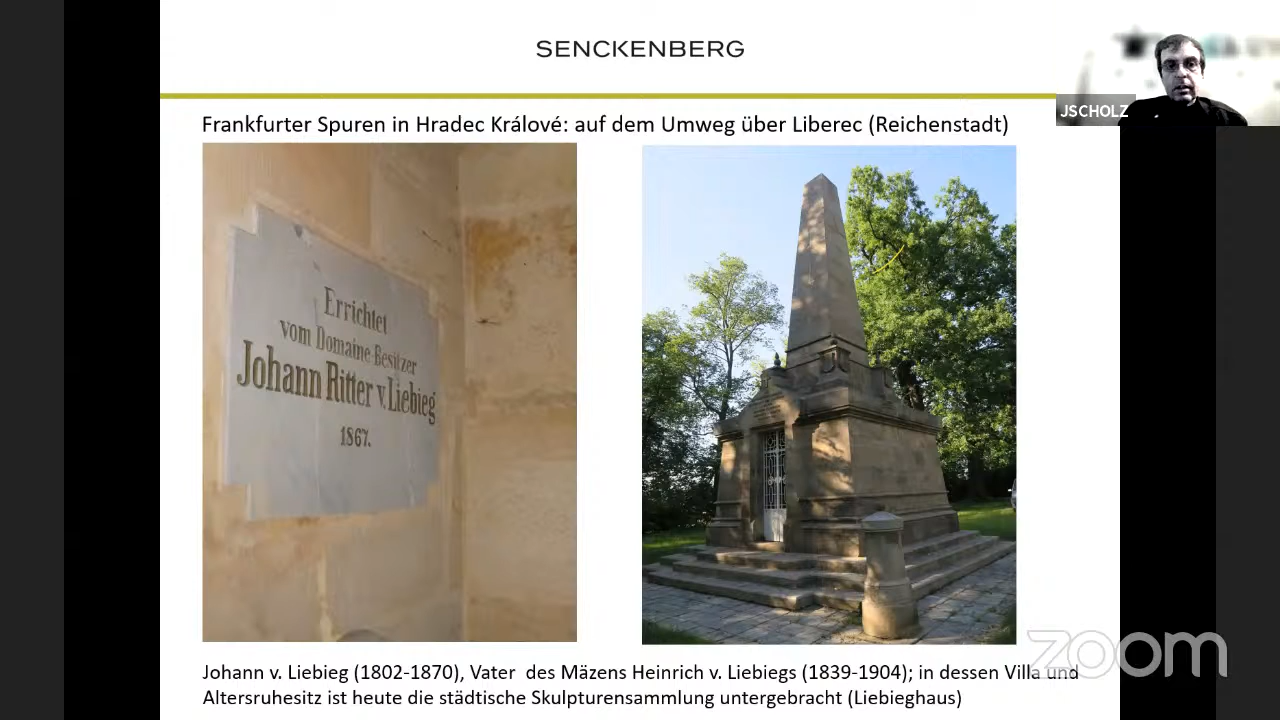 SENCKENBERG
JSCHOLZ
Frankfurter Spuren in Hradec Králové: auf dem Umweg über Liberec (Reichenstadt)
Errichtet
vom Domaine-Besitzer
Johann Ritter v. Liebieg
1867.
Johann v. Liebieg (1802-1870), Vater des Mäzens Heinrich v. Liebiegs (1839-1904); in dessen Villa und
Altersruhesitz ist heute die städtische Skulpturensammlung untergebracht (Liebieghaus)
zoom